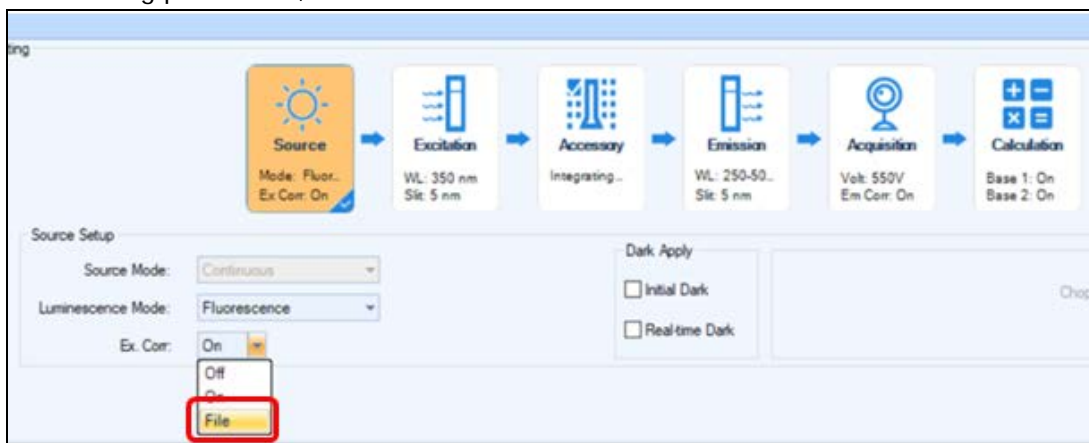 ting
Source
Mode: Fluor..
Ex Corr: On
Excitation
WL: 350 nm
Slit: 5 nm
Accessory
Integrating...
Emission
WL: 250-50...
Slit: 5 nm
Acquisition
Volt: 550V
Em Corr: On
Calculation
Base 1: On
Base 2: On
Source Setup
Source Mode: Continuous
Luminescence Mode: Fluorescence
Ex. Corr: On
Off
On
File
Dark Apply
Initial Dark
Real-time Dark
Chop